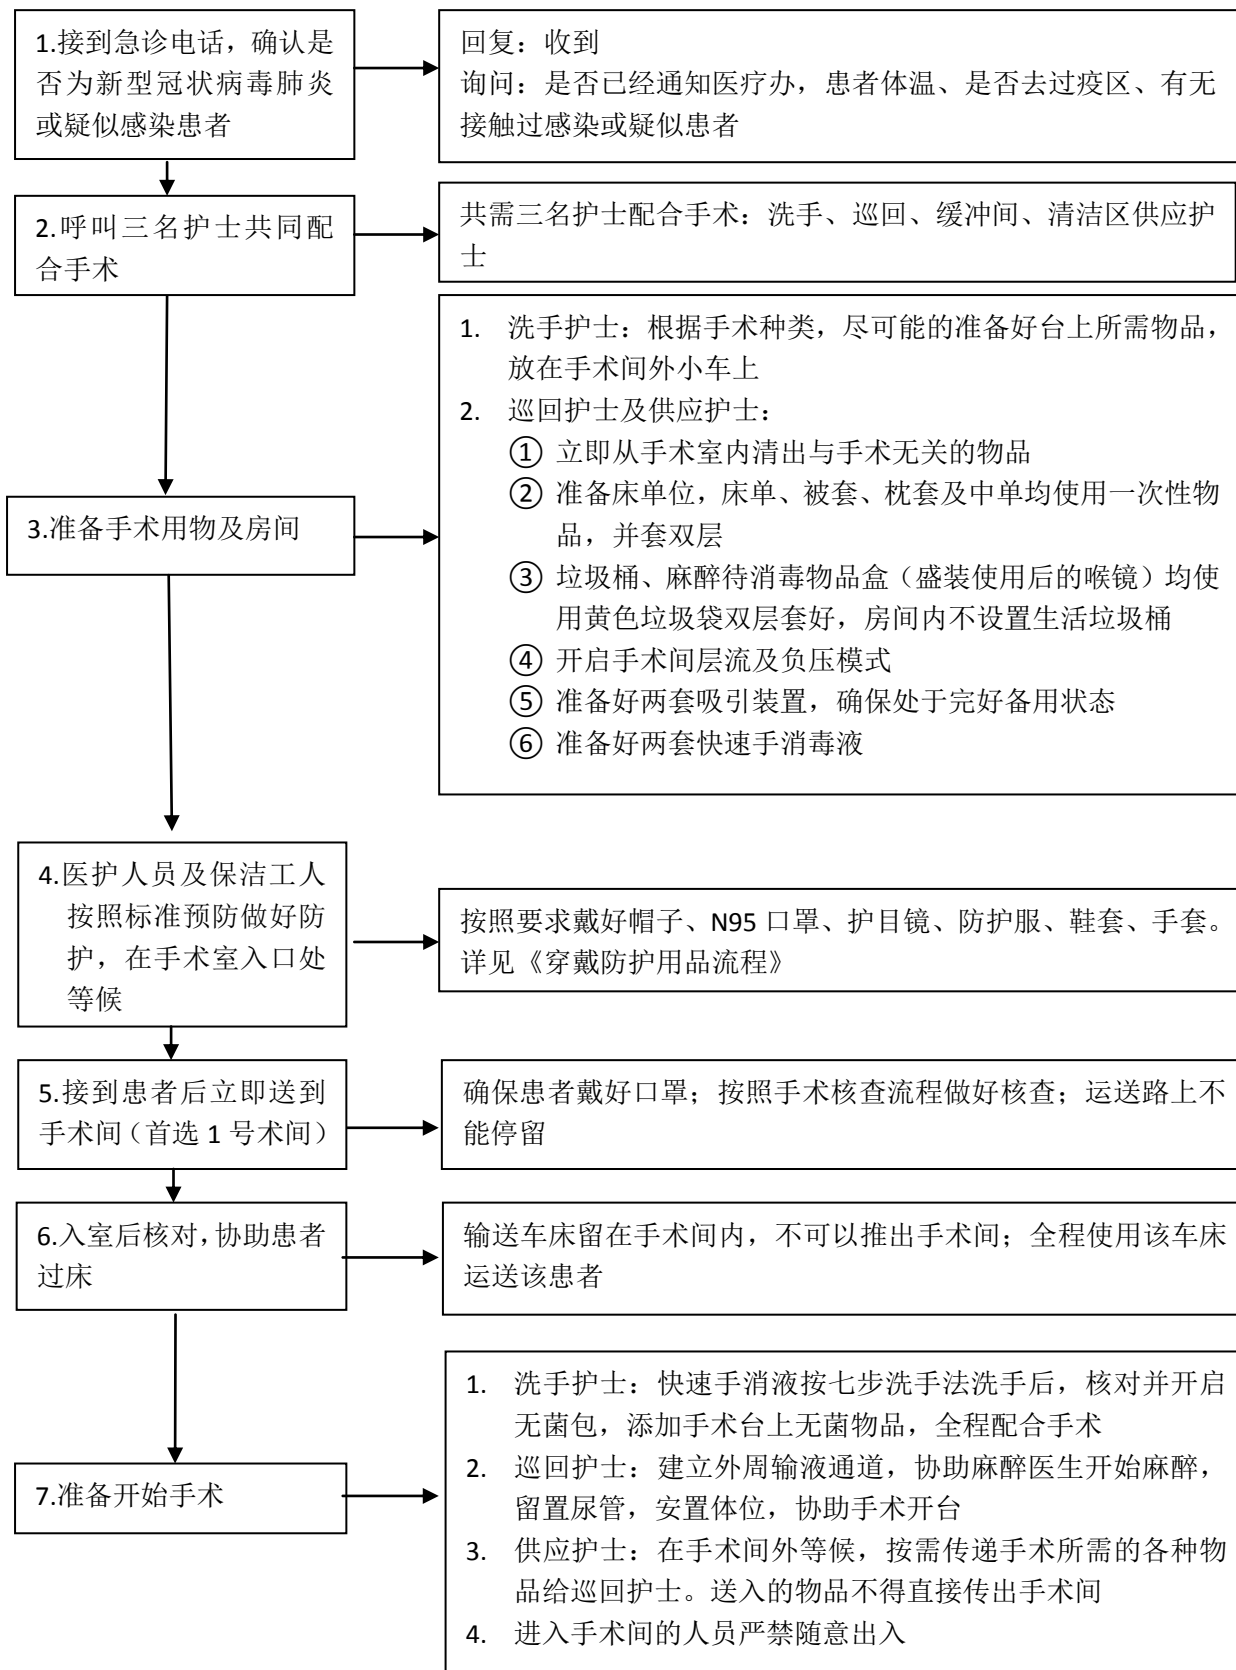 1.接到急诊电话，确认是
否为新型冠状病毒肺炎
或疑似感染患者
回复：收到
询问：是否已经通知医疗办，患者体温、是否去过疫区、有无
接触过感染或疑似患者
2.呼叫三名护士共同配
合手术
共需三名护士配合手术：洗手、巡回、缓冲间、清洁区供应护
士
3.准备手术用物及房间
1. 洗手护士：根据手术种类，尽可能的准备好台上所需物品，
放在手术间外小车上
2. 巡回护士及供应护士：
① 立即从手术室内清出与手术无关的物品
② 准备床单位，床单、被套、枕套及中单均使用一次性物
品，并套双层
③ 垃圾桶、麻醉待消毒物品盒（盛装使用后的喉镜）均使
用黄色垃圾袋双层套好，房间内不设置生活垃圾桶
④ 开启手术间层流及负压模式
⑤ 准备好两套吸引装置，确保处于完好备用状态
⑥ 准备好两套快速手消毒液
4.医护人员及保洁工人
按照标准预防做好防
护，在手术室入口处
等候
按照要求戴好帽子、N95 口罩、护目镜、防护服、鞋套、手套。
详见《穿戴防护用品流程》
5.接到患者后立即送到
手术间（首选 1 号术间）
确保患者戴好口罩；按照手术核查流程做好核查；运送路上不
能停留
6.入室后核对，协助患者
过床
输送车床留在手术间内，不可以推出手术间；全程使用该车床
运送该患者
7.准备开始手术
1. 洗手护士：快速手消液按七步洗手法洗手后，核对并开启
无菌包，添加手术台上无菌物品，全程配合手术
2. 巡回护士：建立外周输液通道，协助麻醉医生开始麻醉，
留置尿管，安置体位，协助手术开台
3. 供应护士：在手术间外等候，按需传递手术所需的各种物
品给巡回护士。送入的物品不得直接传出手术间
4. 进入手术间的人员严禁随意出入